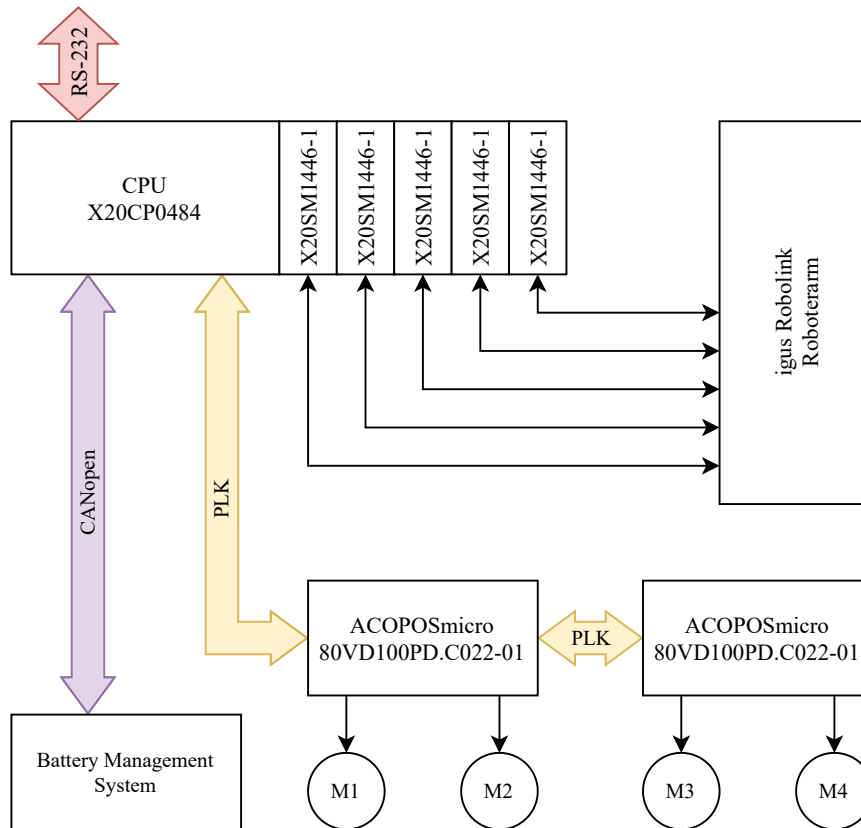 RS-232
CPU
X20CP0484
X20SM1446-1
X20SM1446-1
X20SM1446-1
X20SM1446-1
X20SM1446-1
igus Robolink
Roboterarm
CANopen
PLK
ACOPOSmicro
80VD100PD.C022-01
PLK
ACOPOSmicro
80VD100PD.C022-01
Battery Management
System
M1
M2
M3
M4